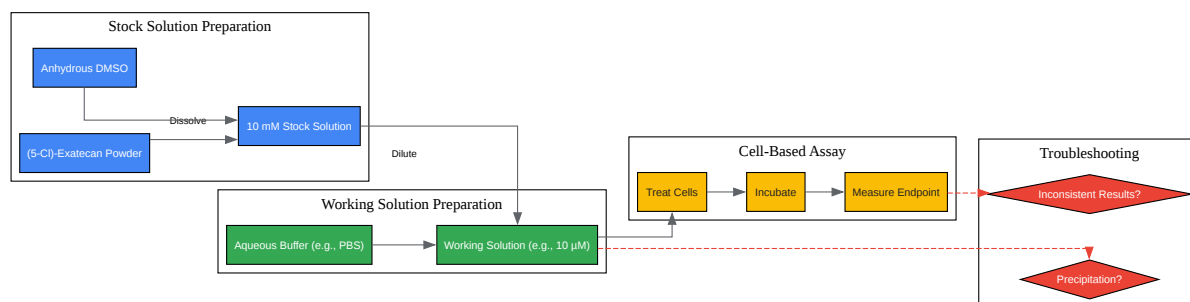 Stock Solution Preparation
Anhydrous DMSO
Dissolve
10 mM Stock Solution
(5-Cl)-Exatecan Powder
Dilute
Working Solution Preparation
Aqueous Buffer (e.g., PBS)
Working Solution (e.g., 10 µM)
Cell-Based Assay
Treat Cells
Incubate
Measure Endpoint
Troubleshooting
Inconsistent Results?
Precipitation?